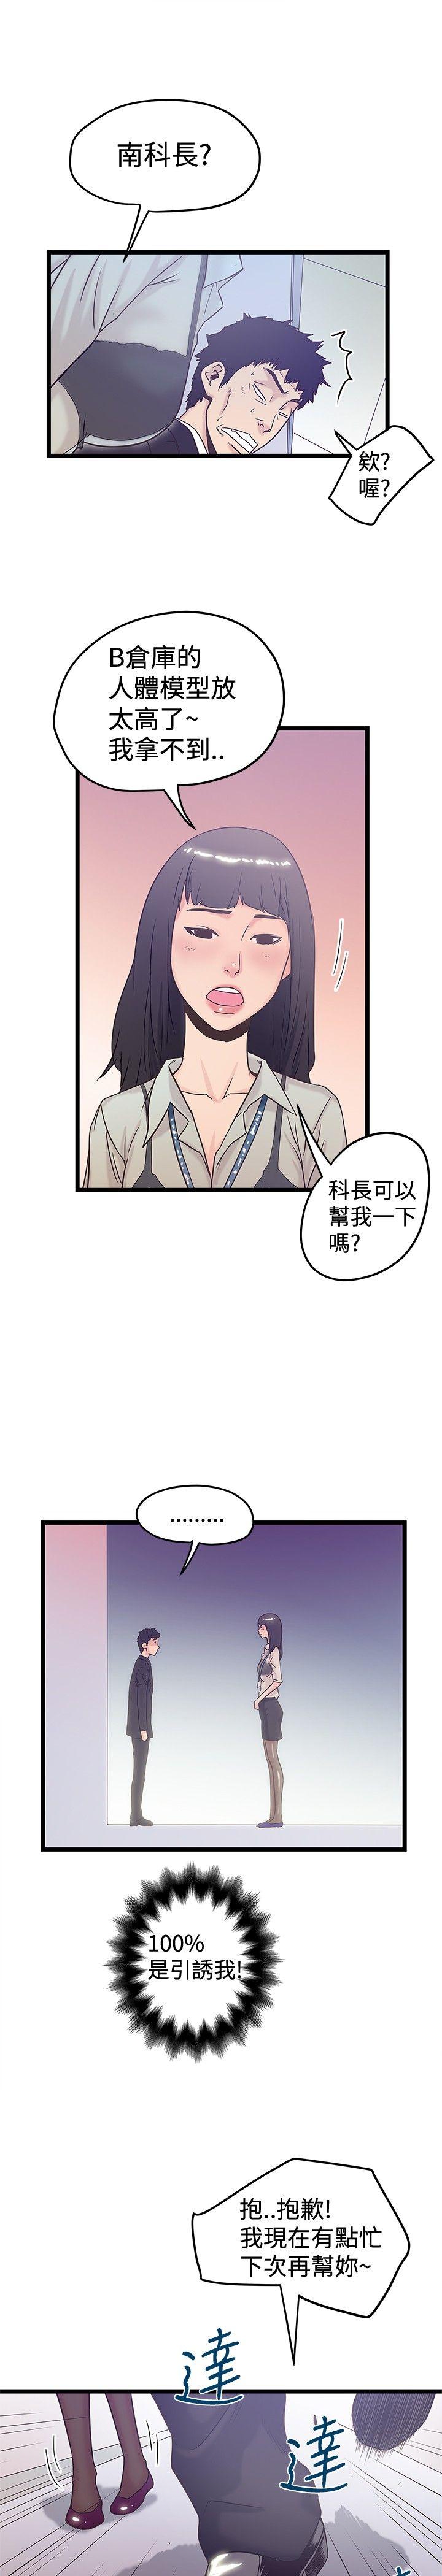 南科長?
欸?
喔?
B倉庫的
人體模型放
太高了~
我拿不到..
科長可以
幫我一下
嗎?
.........
100%
是引誘我!
抱..抱歉!
我現在有點忙
下次再幫妳~
達
達